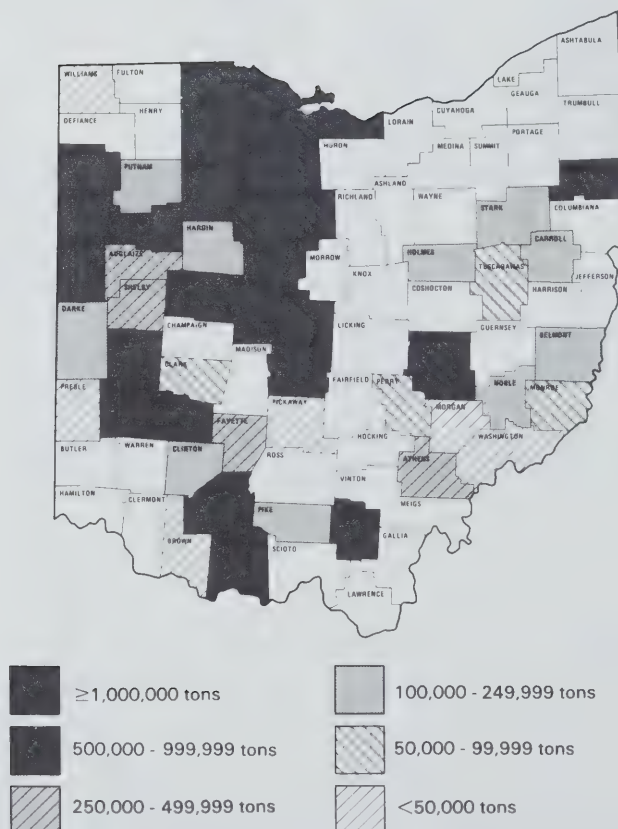 ASHTABULA
LAKE
GEAUGA
WILLIAMS
FULTON
CUYAHOGA
TRUMBULL
HENRY
LORAIN
DEFIANCE
PORTAGE
HURON
MEDINA
SUMMIT
PUTNAM
ASHLAND
RICHLAND
WAYNE
STARK
COLUMBIANA
HARDIN
CARROLL
AUGLAIZE
MORROW
HOLMES
TUSCARAWAS
KNOX
JEFFERSON
SHELBY
COSHOCTON
HARRISON
DARKE
CHAMPAIGN
LICKING
GUERNSEY
BELMONT
MADISON
CLARK
NOBLE
PREBLE
FAIRFIELD
PERRY
MONROE
PICKAWAY
MORGAN
FAYETTE
WASHINGTON
HOCKING
BUTLER
WARREN
CLINTON
ROSS
ATHENS
VINTON
HAMILTON
CLERMONT
MEIGS
PIKE
GALLIA
BROWN
SCIOTO
LAWRENCE
≥1,000,000 tons
500,000 - 999,999 tons
250,000 - 499,999 tons
100,000 - 249,999 tons
50,000 - 99,999 tons
<50,000 tons